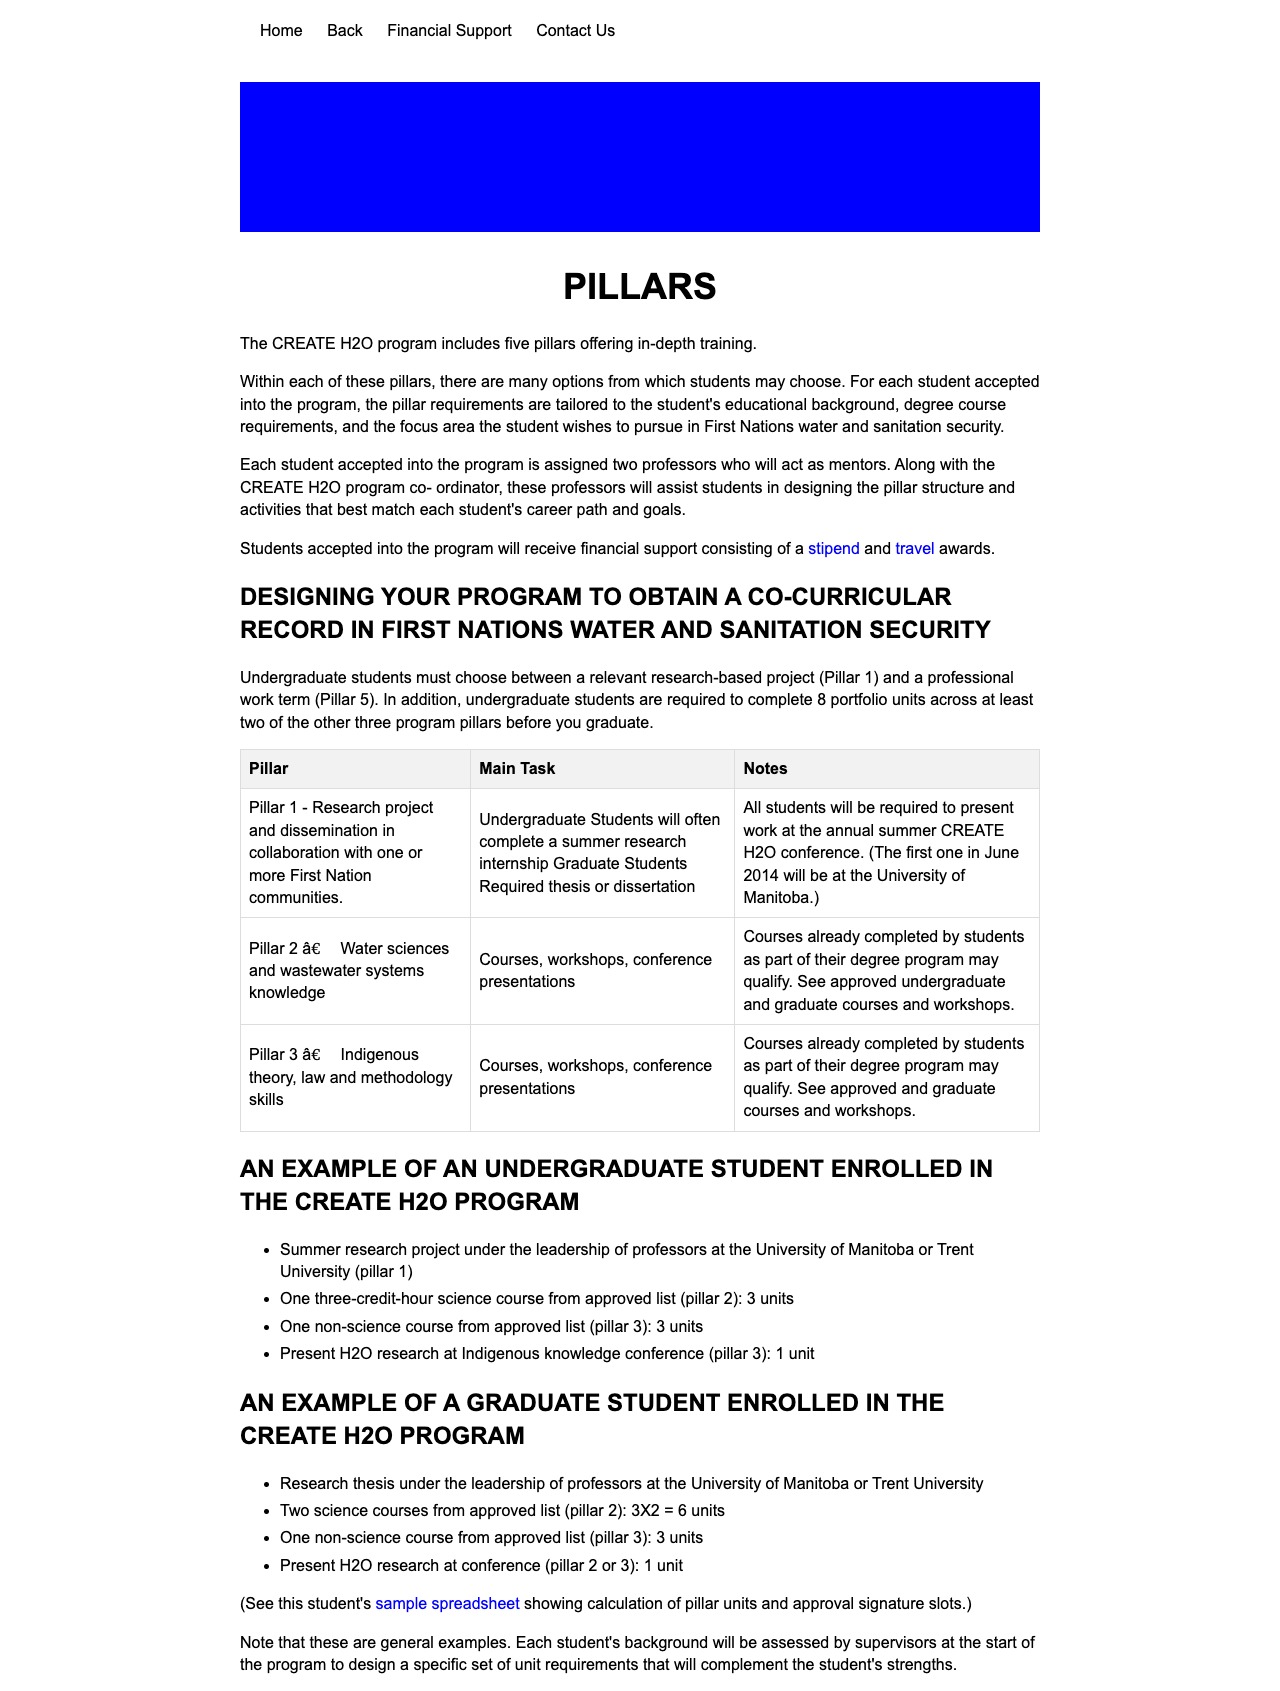 Home Back Financial Support Contact Us
PILLARS
The CREATE H2O program includes five pillars offering in-depth training.
Within each of these pillars, there are many options from which students may choose. For each student accepted
into the program, the pillar requirements are tailored to the student's educational background, degree course
requirements, and the focus area the student wishes to pursue in First Nations water and sanitation security.
Each student accepted into the program is assigned two professors who will act as mentors. Along with the
CREATE H2O program co- ordinator, these professors will assist students in designing the pillar structure and
activities that best match each student's career path and goals.
Students accepted into the program will receive financial support consisting of a stipend and travel awards.
DESIGNING YOUR PROGRAM TO OBTAIN A CO-CURRICULAR
RECORD IN FIRST NATIONS WATER AND SANITATION SECURITY
Undergraduate students must choose between a relevant research-based project (Pillar 1) and a professional
work term (Pillar 5). In addition, undergraduate students are required to complete 8 portfolio units across at least
two of the other three program pillars before you graduate.
Pillar Main Task Notes
Pillar 1 - Research project
and dissemination in
collaboration with one or
more First Nation
communities.
Undergraduate Students will often
complete a summer research
internship Graduate Students
Required thesis or dissertation
All students will be required to present
work at the annual summer CREATE
H2O conference. (The first one in June
2014 will be at the University of
Manitoba.)
Pillar 2 â€ Water sciences
and wastewater systems
knowledge
Courses, workshops, conference
presentations
Courses already completed by students
as part of their degree program may
qualify. See approved undergraduate
and graduate courses and workshops.
Pillar 3 â€ Indigenous
theory, law and methodology
skills
Courses, workshops, conference
presentations
Courses already completed by students
as part of their degree program may
qualify. See approved and graduate
courses and workshops.
AN EXAMPLE OF AN UNDERGRADUATE STUDENT ENROLLED IN
THE CREATE H2O PROGRAM
• Summer research project under the leadership of professors at the University of Manitoba or Trent
University (pillar 1)
• One three-credit-hour science course from approved list (pillar 2): 3 units
• One non-science course from approved list (pillar 3): 3 units
• Present H2O research at Indigenous knowledge conference (pillar 3): 1 unit
AN EXAMPLE OF A GRADUATE STUDENT ENROLLED IN THE
CREATE H2O PROGRAM
• Research thesis under the leadership of professors at the University of Manitoba or Trent University
• Two science courses from approved list (pillar 2): 3X2 = 6 units
• One non-science course from approved list (pillar 3): 3 units
• Present H2O research at conference (pillar 2 or 3): 1 unit
(See this student's sample spreadsheet showing calculation of pillar units and approval signature slots.)
Note that these are general examples. Each student's background will be assessed by supervisors at the start of
the program to design a specific set of unit requirements that will complement the student's strengths.